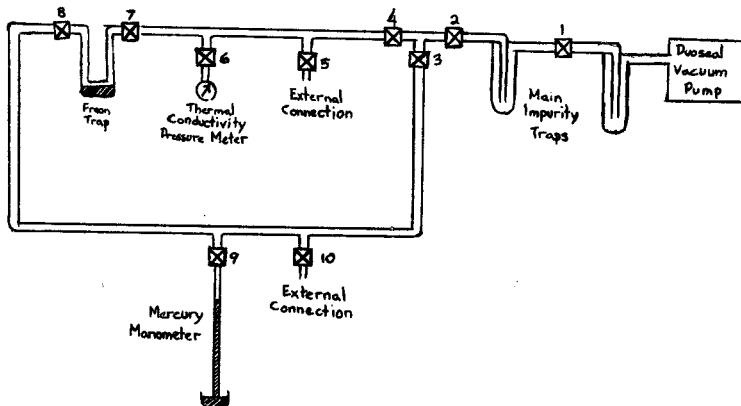 8
7
4
2
1
6
5
3
Duoseal
Vacuum
Pump
Freon
Trap
Thermal
Conductivity
Pressure Meter
External
Connection
Main
Impurity
Traps
9
10
Mercury
Manometer
External
Connection